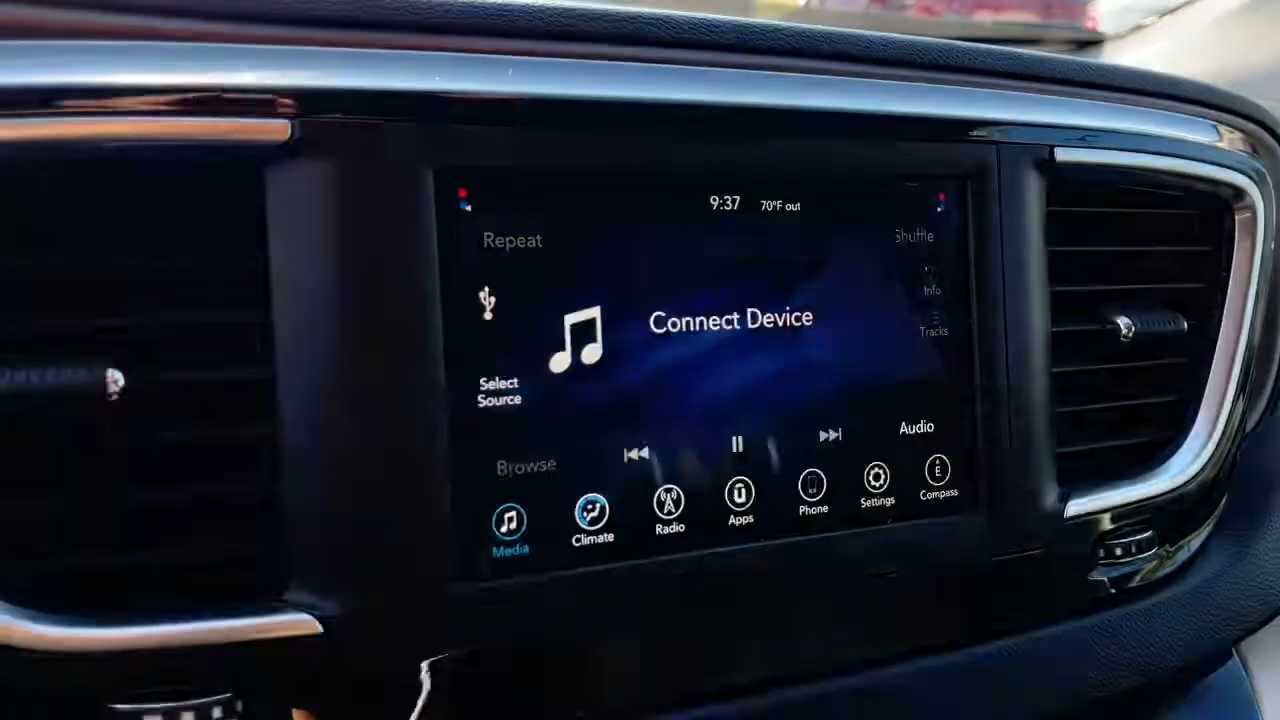 9:37 70°F out
Repeat
Shuffle
Info
Connect Device
Tracks
Select
Source
Audio
Browse
Media
Climate
Radio
Apps
Phone
Settings
E
Compass